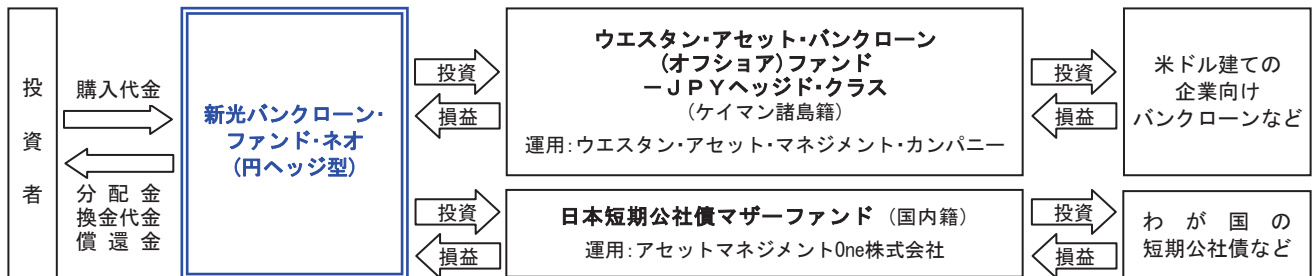 投資者
購入代金
分配金
換金代金
償還金
新光バンクローン・
ファンド・ネオ
(円ヘッジ型)
投資
損益
ウエスタン・アセット・バンクローン
(オフショア)ファンド
－ＪＰＹヘッジド・クラス
(ケイマン諸島籍)
運用:ウエスタン・アセット・マネジメント・カンパニー
投資
損益
米ドル建ての
企業向け
バンクローンなど
投資
損益
日本短期公社債マザーファンド (国内籍)
運用:アセットマネジメントOne株式会社
投資
損益
わが国の
短期公社債など